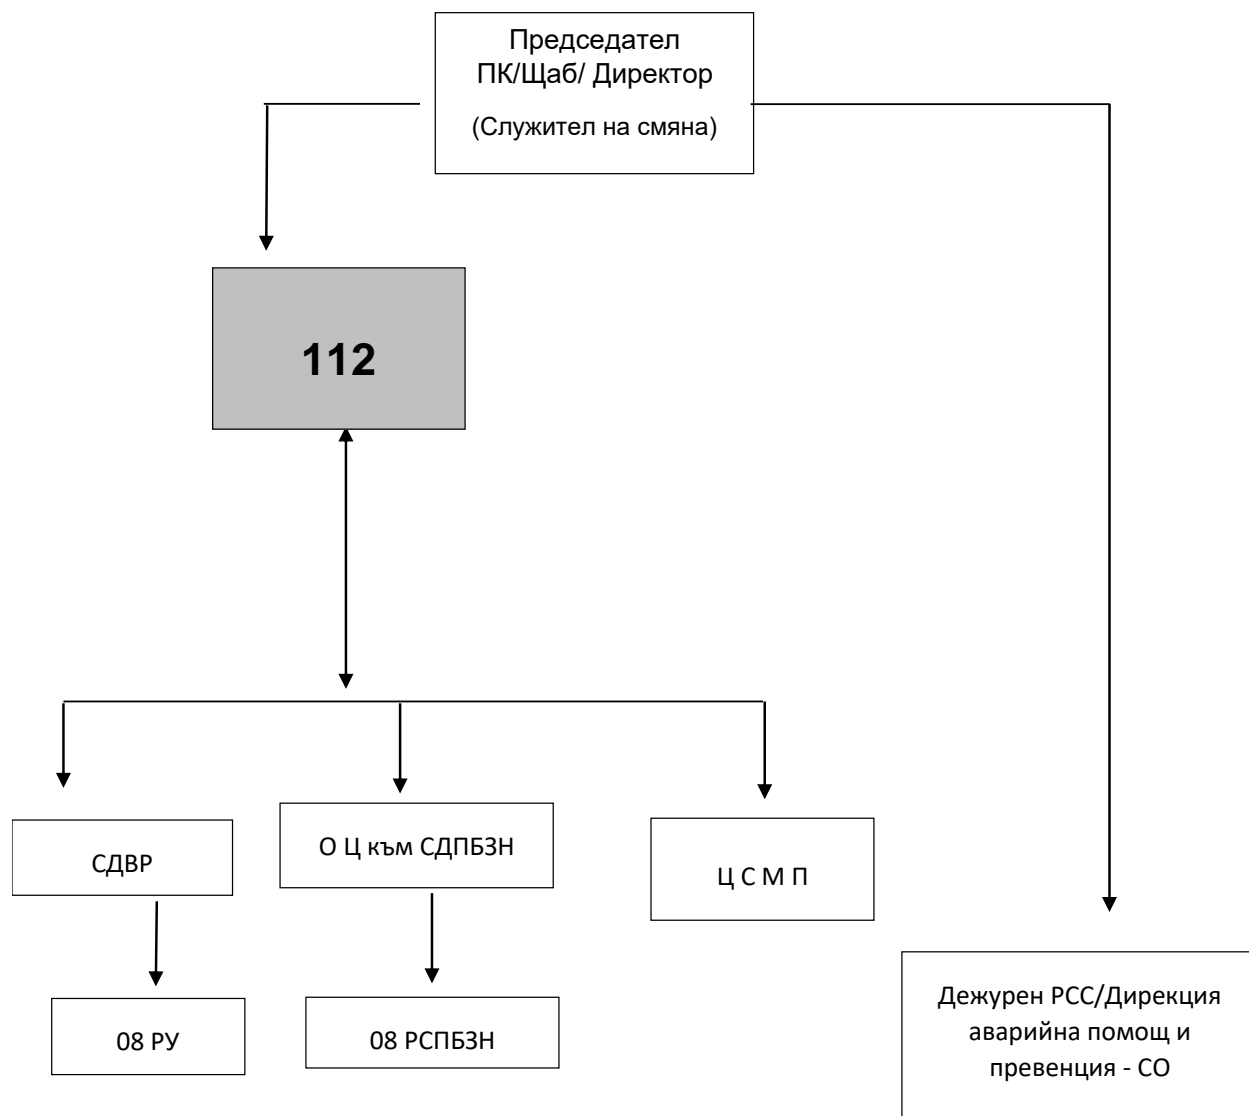 Председател
ПК/Щаб/ Директор
(Служител на смяна)
112
СДВР
О Ц към СДПБЗН
Ц С М П
08 РУ
08 РСПБЗН
Дежурен РСС/Дирекция
аварийна помощ и
превенция - СО